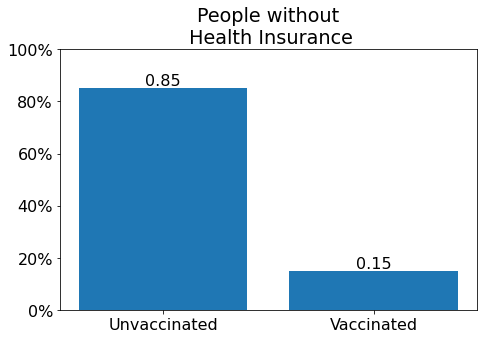 People without
Health Insurance
100%
80%
60%
40%
20%
0%
0.85
0.15
Unvaccinated
Vaccinated